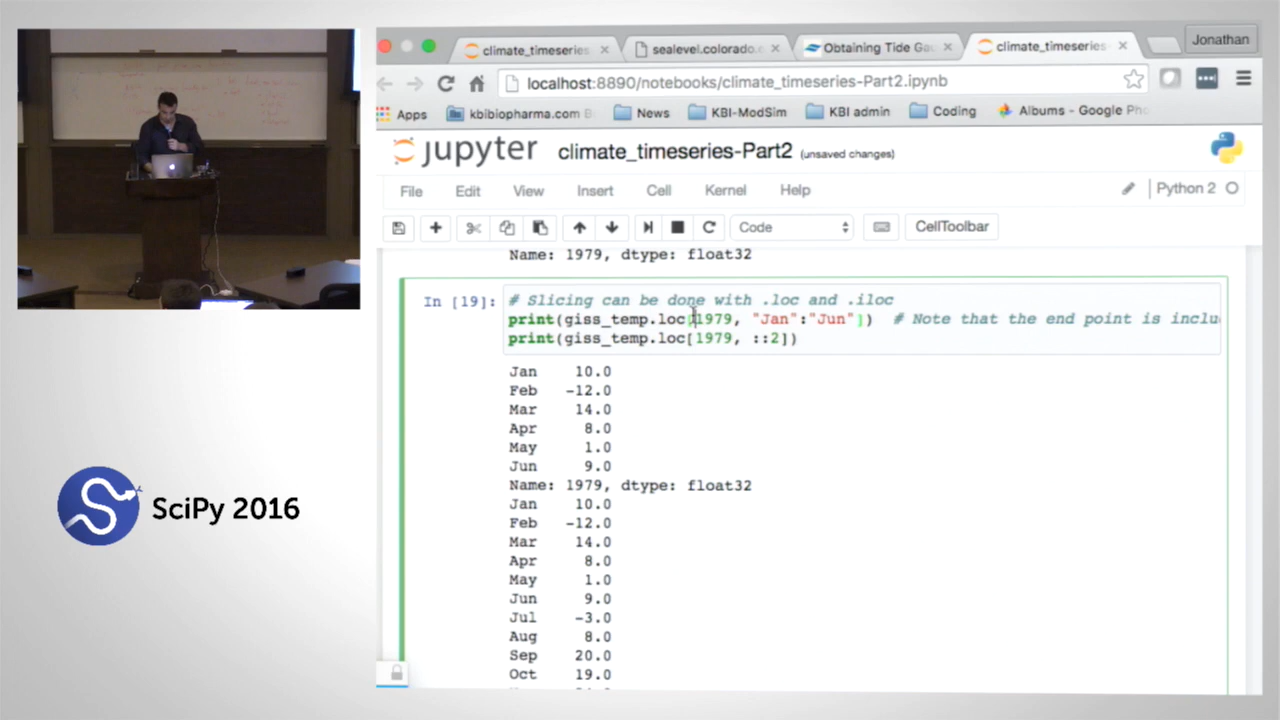 climate_timeseries
sealevel.colorado.
Obtaining Tide Ga
climate_timeseries
Jonathan
localhost:8890/notebooks/climate_timeseries-Part2.ipynb
Apps
kbibiopharma.com
News
KBI-ModSim
KBI admin
Coding
Albums - Google
jupyter climate_timeseries-Part2 (unsaved changes)
File Edit View Insert Cell Kernel Help
Python 2
Code
CellToolbar
Name: 1979, dtype: float32
In [19]: # Slicing can be done with .loc and .iloc
print(giss_temp.loc[1979, "Jan":"Jun"]) # Note that the end point is inclu
print(giss_temp.loc[1979, ::2])
Jan 10.0
Feb -12.0
Mar 14.0
Apr 8.0
May 1.0
Jun 9.0
Name: 1979, dtype: float32
Jan 10.0
Feb -12.0
Mar 14.0
Apr 8.0
May 1.0
Jun 9.0
Jul -3.0
Aug 8.0
Sep 20.0
Oct 19.0
SciPy 2016